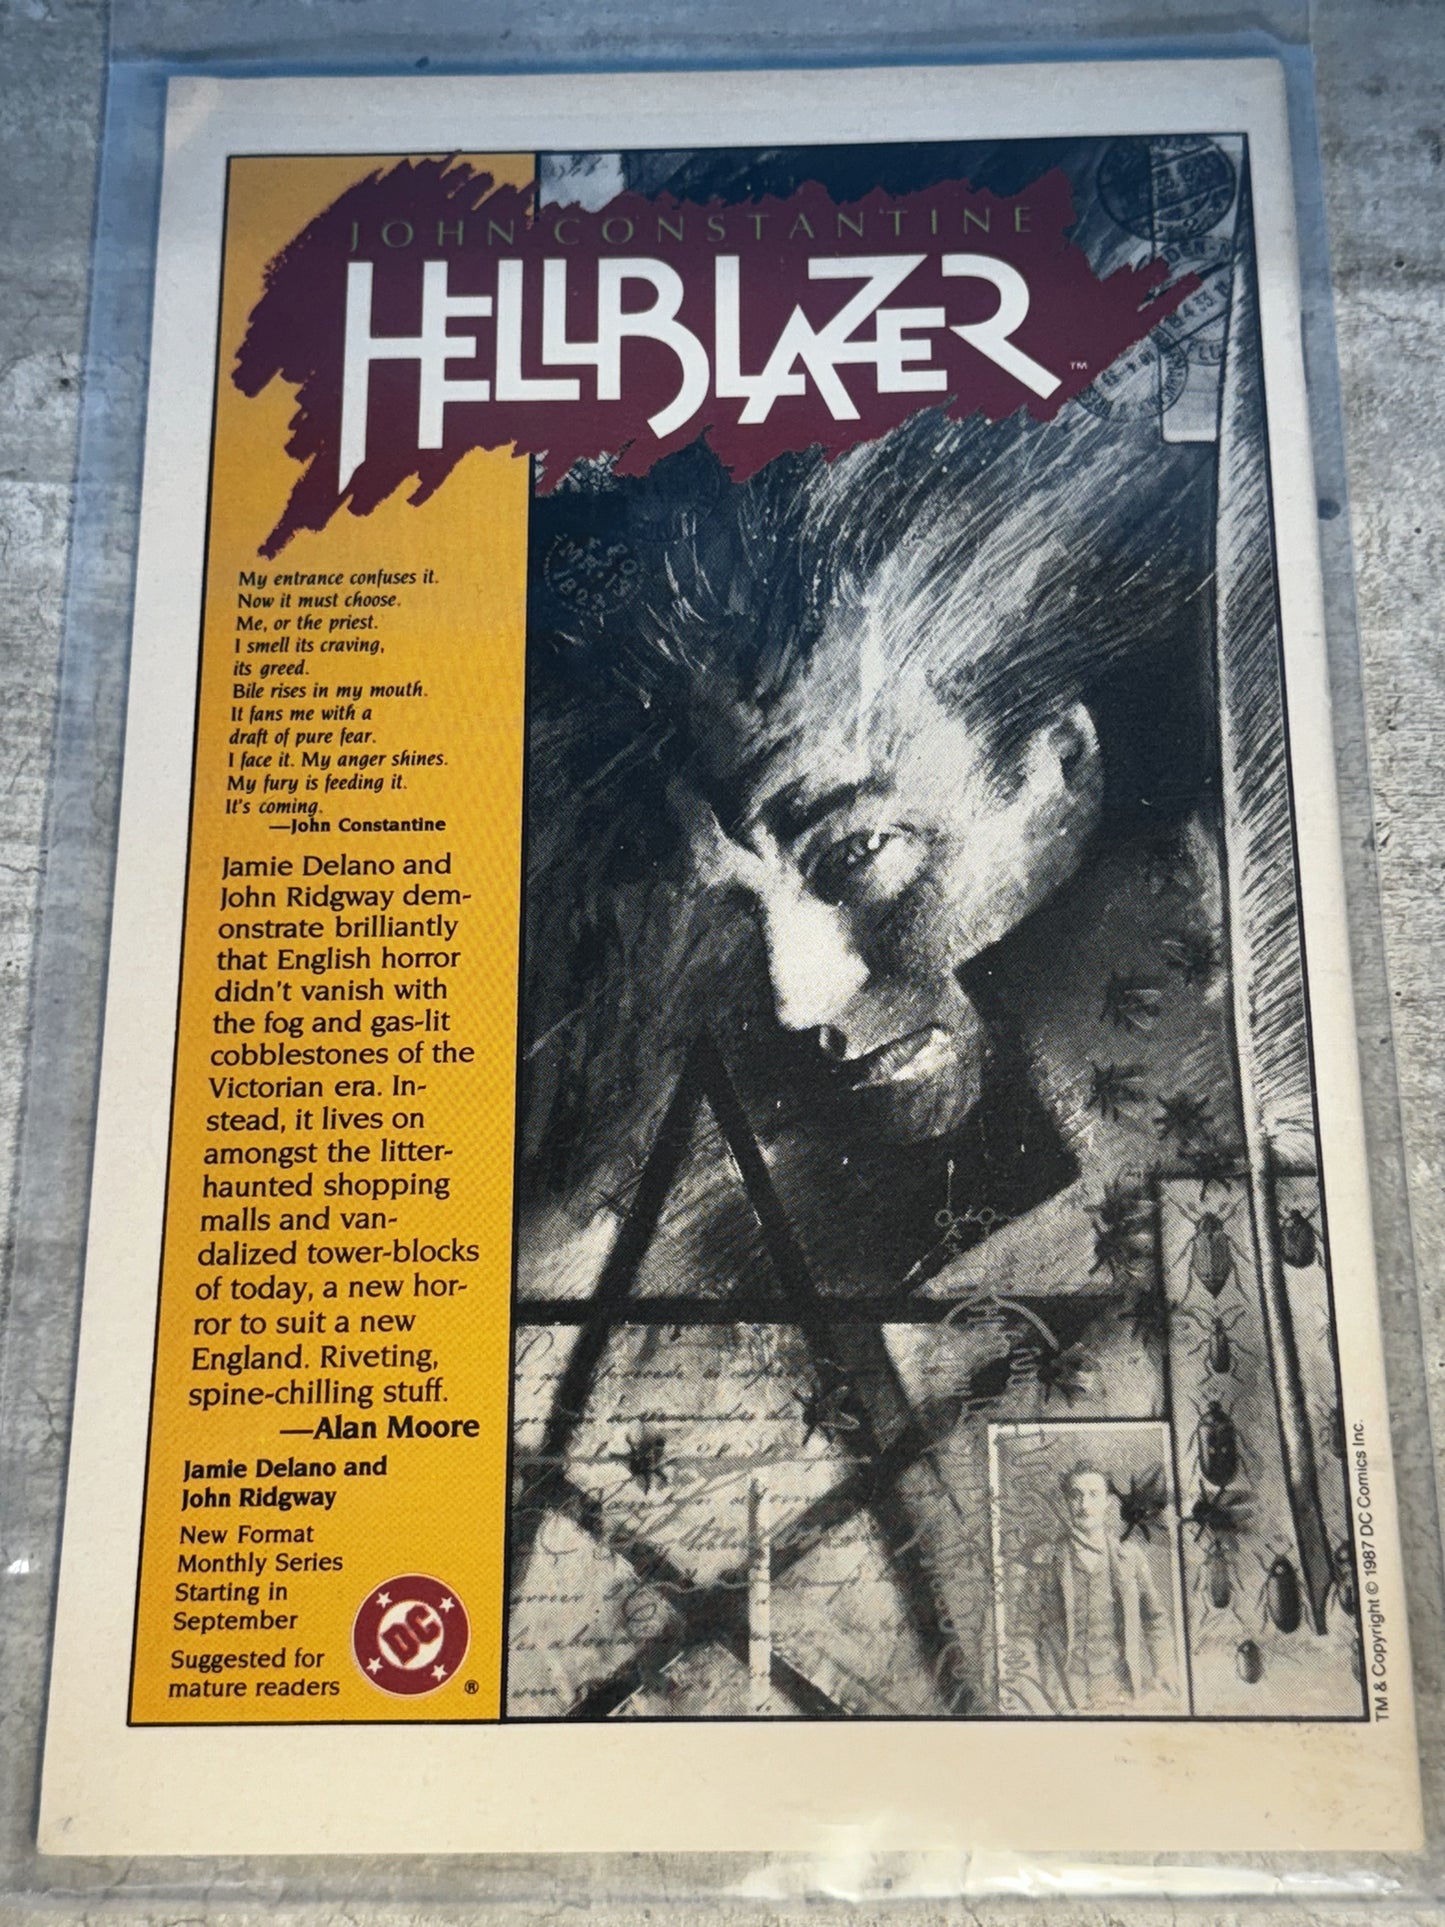 JOHN CONSTANTINE
HELLBLAZER™
My entrance confuses it.
Now it must choose.
Me, or the priest.
I smell its craving,
its greed.
Bile rises in my mouth.
It fans me with a
draft of pure fear.
I face it. My anger shines.
My fury is feeding it.
It's coming.
—John Constantine
Jamie Delano and
John Ridgway dem-
onstrate brilliantly
that English horror
didn't vanish with
the fog and gas-lit
cobblestones of the
Victorian era. In-
stead, it lives on
amongst the litter-
haunted shopping
malls and van-
dalized tower-blocks
of today, a new hor-
ror to suit a new
England. Riveting,
spine-chilling stuff.
—Alan Moore
Jamie Delano and
John Ridgway
New Format
Monthly Series
Starting in
September
Suggested for
mature readers
DC
®
TM & Copyright © 1987 DC Comics Inc.